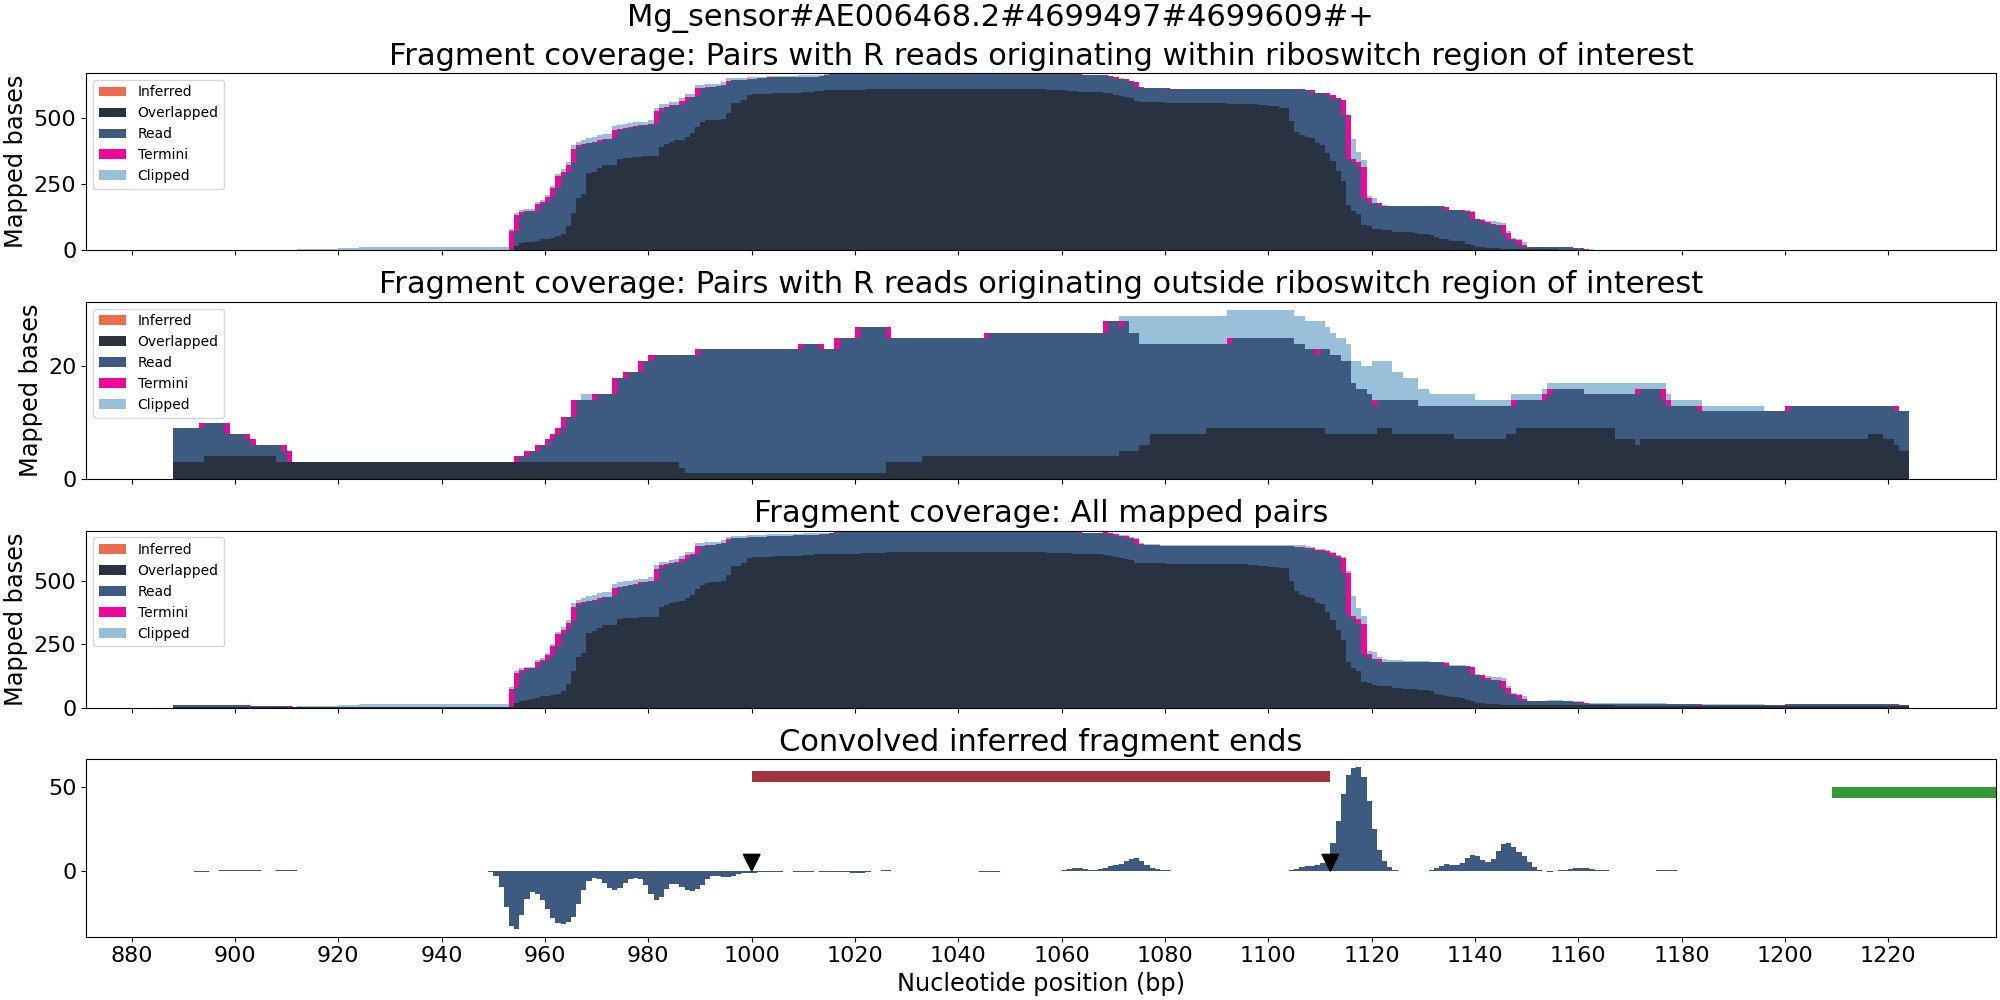 Mg_sensor#AE006468.2#4699497#4699609#+
Fragment coverage: Pairs with R reads originating within riboswitch region of interest
Mapped bases
500
250
0
Inferred
Overlapped
Read
Termini
Clipped
Fragment coverage: Pairs with R reads originating outside riboswitch region of interest
Mapped bases
20
0
Inferred
Overlapped
Read
Termini
Clipped
Fragment coverage: All mapped pairs
Mapped bases
500
250
0
Inferred
Overlapped
Read
Termini
Clipped
Convolved inferred fragment ends
50
0
880 900 920 940 960 980 1000 1020 1040 1060 1080 1100 1120 1140 1160 1180 1200 1220
Nucleotide position (bp)